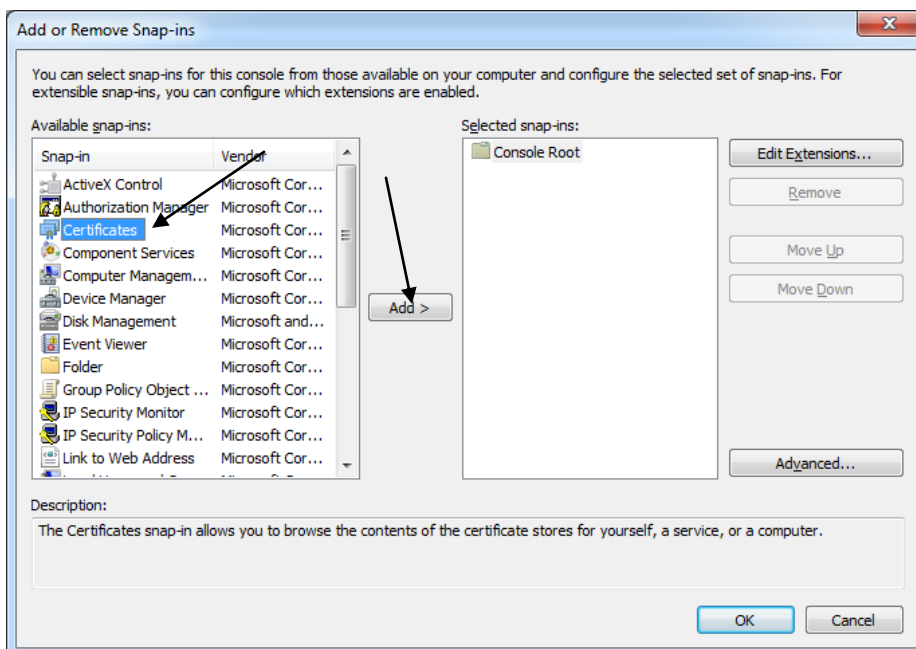 Add or Remove Snap-ins
You can select snap-ins for this console from those available on your computer and configure the selected set of snap-ins. For
extensible snap-ins, you can configure which extensions are enabled.
Available snap-ins:
Snap-in Vendor
ActiveX Control Microsoft Cor...
Authorization Manager Microsoft Cor...
Certificates Microsoft Cor...
Component Services Microsoft Cor...
Computer Managem... Microsoft Cor...
Device Manager Microsoft Cor...
Disk Management Microsoft and...
Event Viewer Microsoft Cor...
Folder Microsoft Cor...
Group Policy Object ... Microsoft Cor...
IP Security Monitor Microsoft Cor...
IP Security Policy M... Microsoft Cor...
Link to Web Address Microsoft Cor...
Add >
Selected snap-ins:
Console Root
Edit Extensions...
Remove
Move Up
Move Down
Advanced...
Description:
The Certificates snap-in allows you to browse the contents of the certificate stores for yourself, a service, or a computer.
OK
Cancel